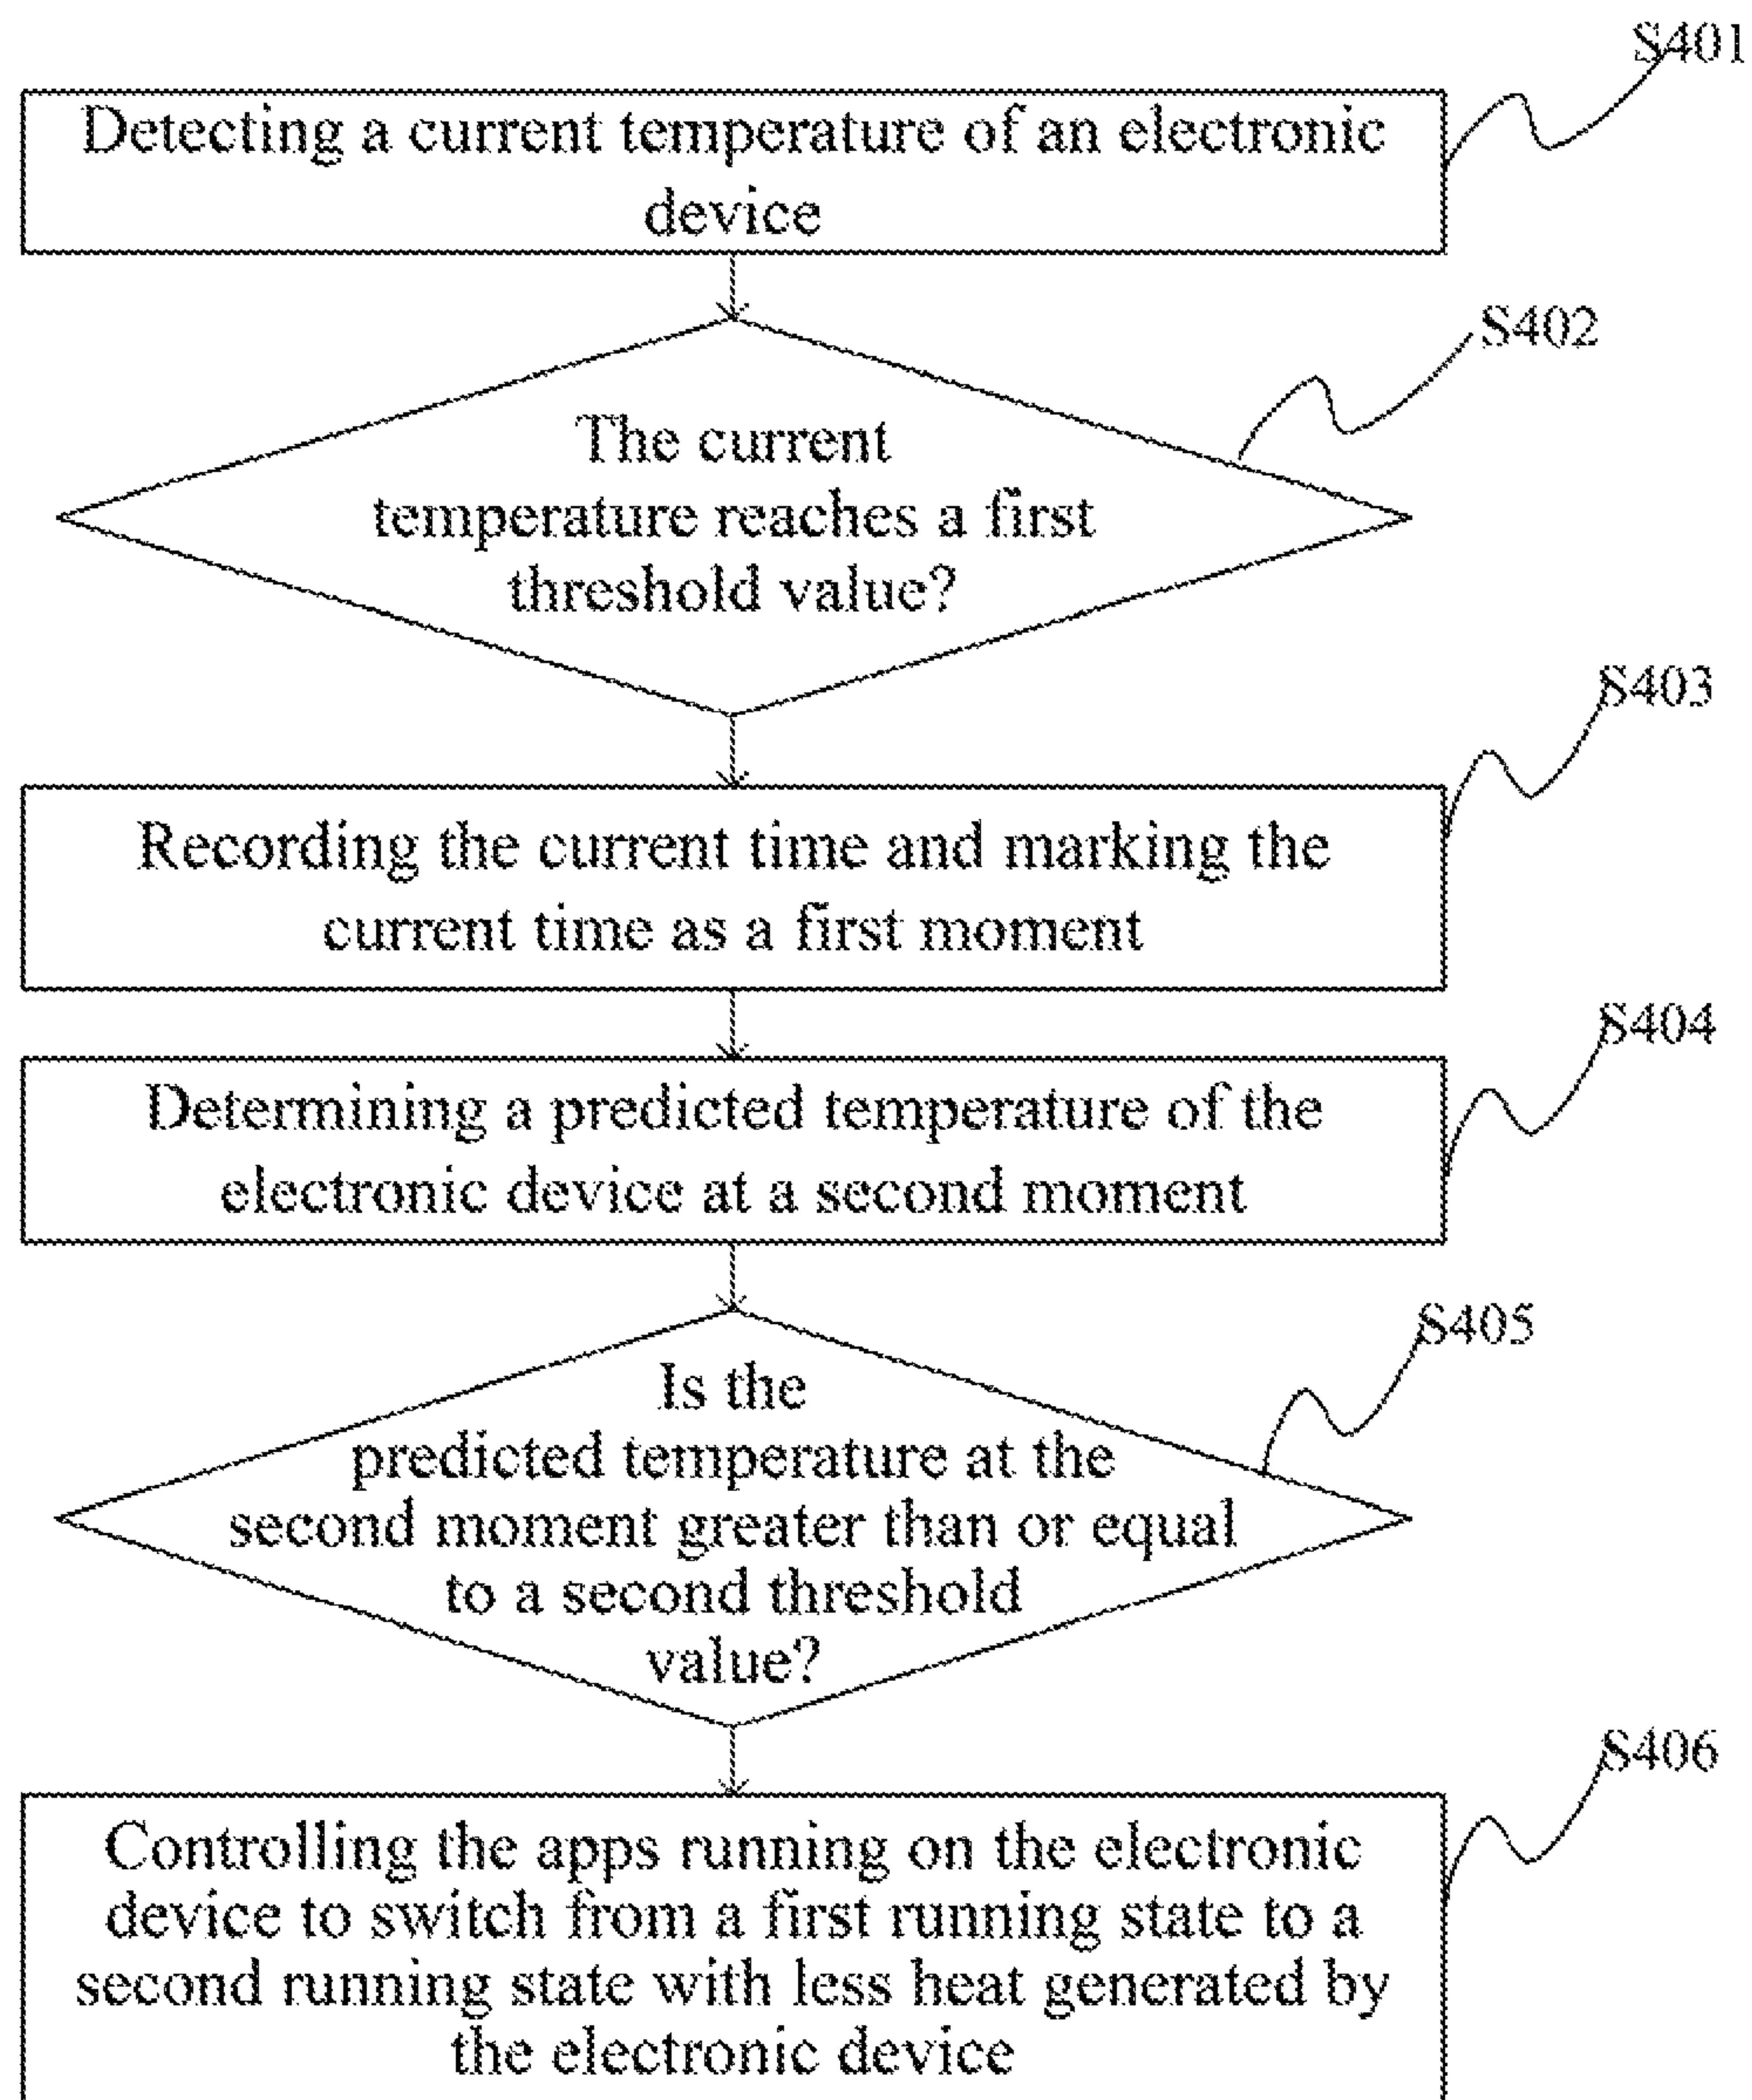 S401
Detecting a current temperature of an electronic
device
S402
The current
temperature reaches a first
threshold value?
S403
Recording the current time and marking the
current time as a first moment
S404
Determining a predicted temperature of the
electronic device at a second moment
S405
Is the
predicted temperature at the
second moment greater than or equal
to a second threshold
value?
S406
Controlling the apps running on the electronic
device to switch from a first running state to a
second running state with less heat generated by
the electronic device